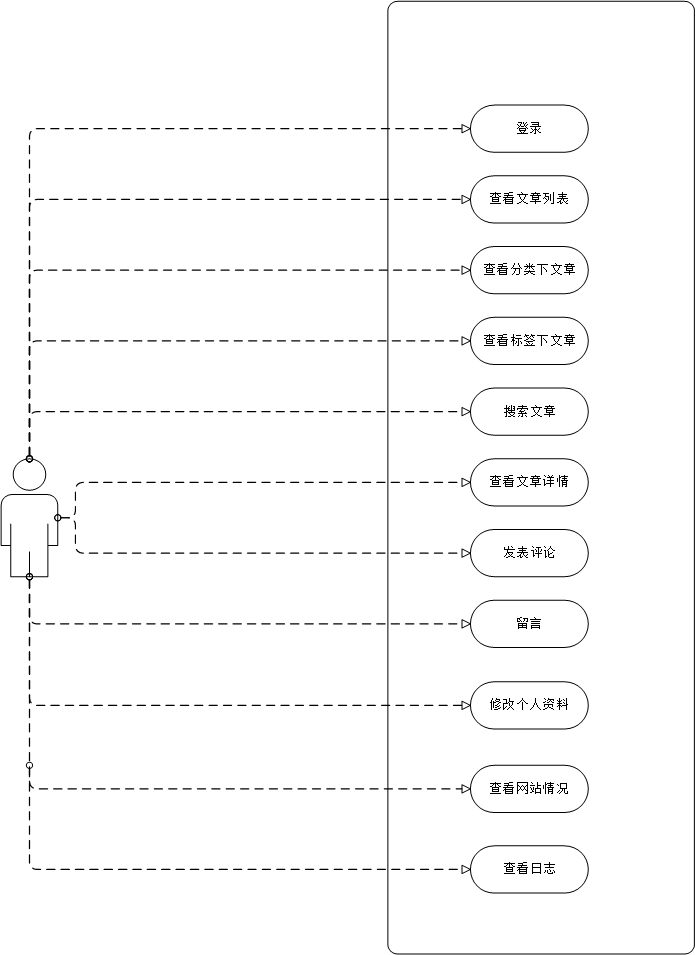 登录
查看文章列表
查看分类下文章
查看标签下文章
搜索文章
查看文章详情
发表评论
留言
修改个人资料
查看网站情况
查看日志